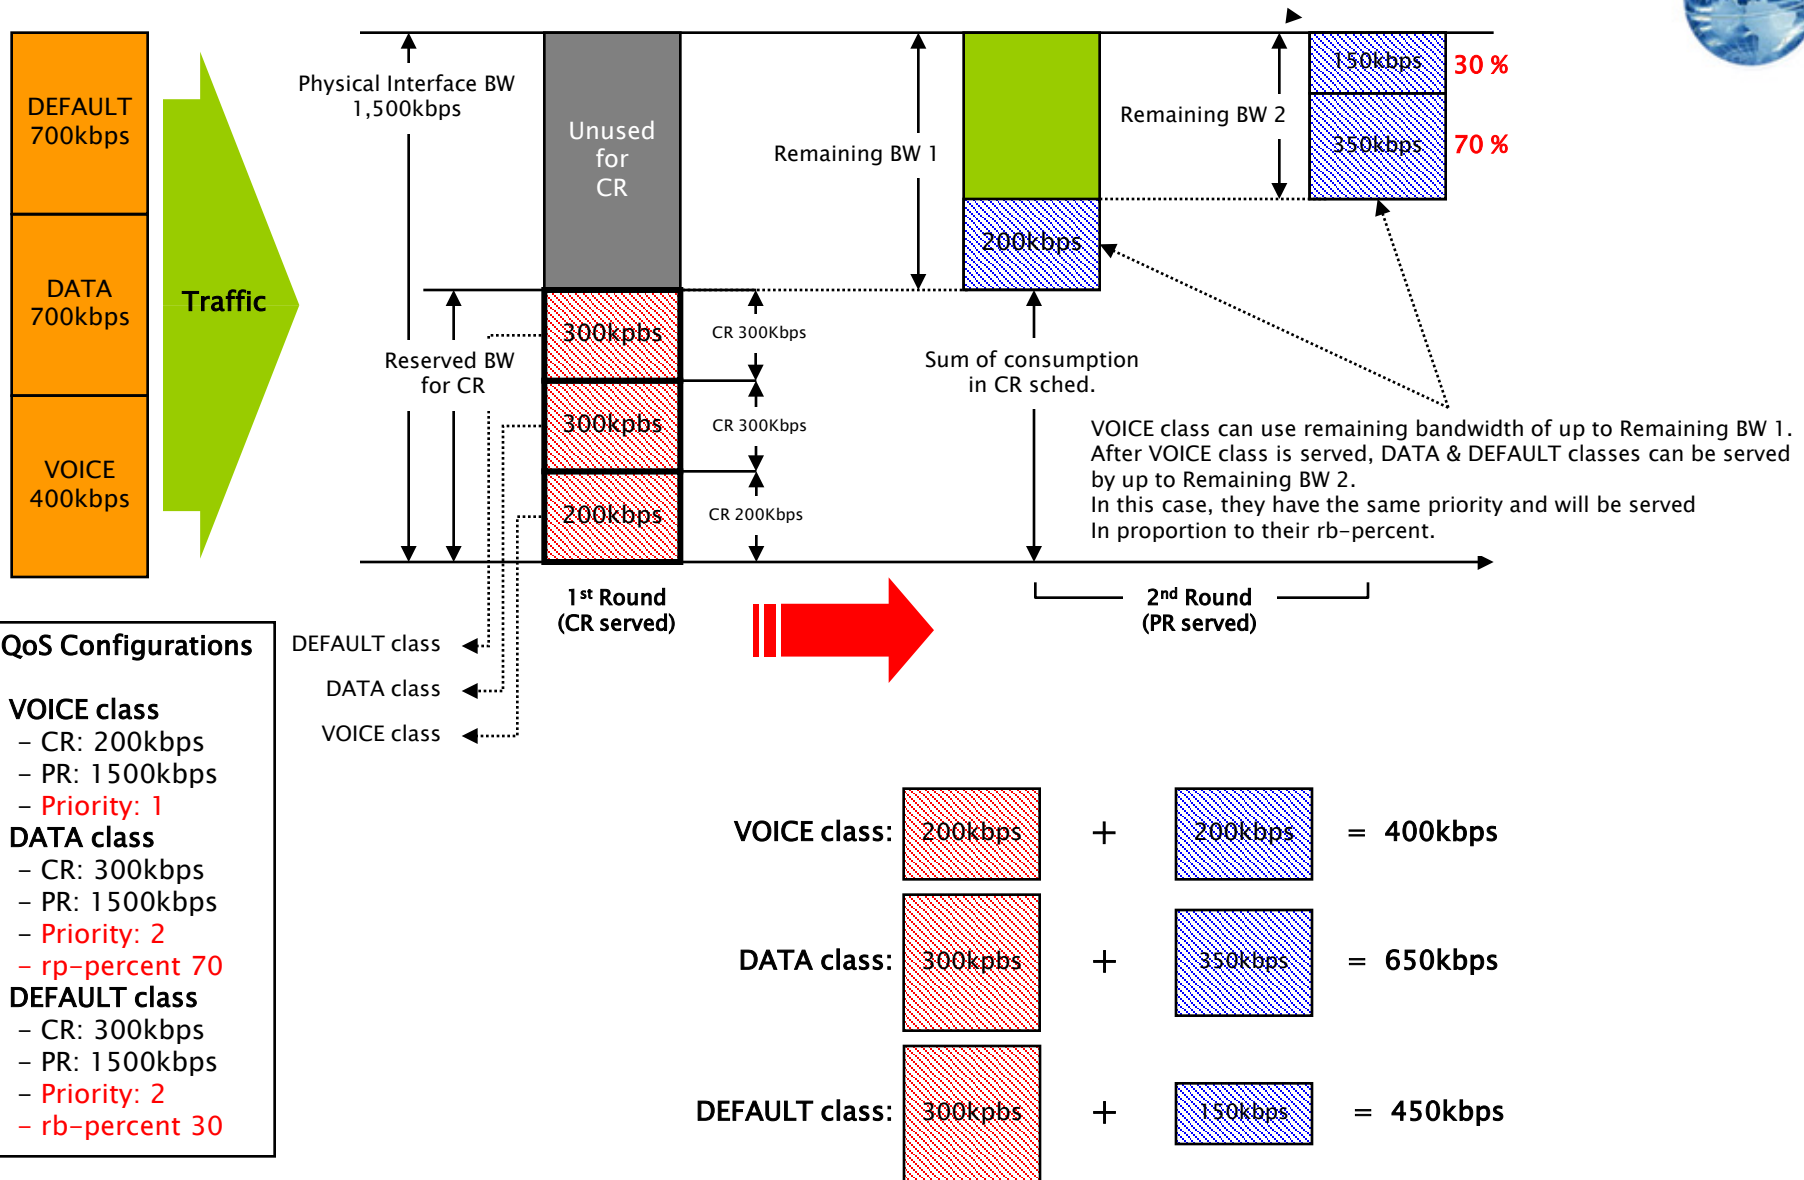 DEFAULT
700kbps
DATA
700kbps
VOICE
400kbps
Traffic
Physical Interface BW
1,500kbps
Reserved BW
for CR
Unused
for
CR
300kpbs
300kpbs
200kbps
CR 300Kbps
CR 300Kbps
CR 200Kbps
Remaining BW 1
200kbps
Sum of consumption
in CR sched.
Remaining BW 2
150kbps
30 %
350kbps
70 %
VOICE class can use remaining bandwidth of up to Remaining BW 1.
After VOICE class is served, DATA & DEFAULT classes can be served
by up to Remaining BW 2.
In this case, they have the same priority and will be served
In proportion to their rb-percent.
1st Round
(CR served)
2nd Round
(PR served)
DEFAULT class
DATA class
VOICE class
QoS Configurations
VOICE class
- CR: 200kbps
- PR: 1500kbps
- Priority: 1
DATA class
- CR: 300kbps
- PR: 1500kbps
- Priority: 2
- rp-percent 70
DEFAULT class
- CR: 300kbps
- PR: 1500kbps
- Priority: 2
- rb-percent 30
VOICE class: 200kbps + 200kbps = 400kbps
DATA class: 300kpbs + 350kbps = 650kbps
DEFAULT class: 300kpbs + 150kbps = 450kbps